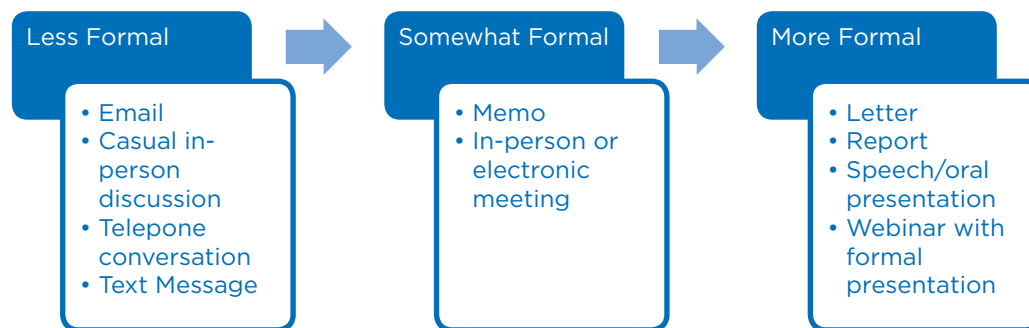 Less Formal
• Email
• Casual in-
person
discussion
• Telepone
conversation
• Text Message
Somewhat Formal
• Memo
• In-person or
electronic
meeting
More Formal
• Letter
• Report
• Speech/oral
presentation
• Webinar with
formal
presentation